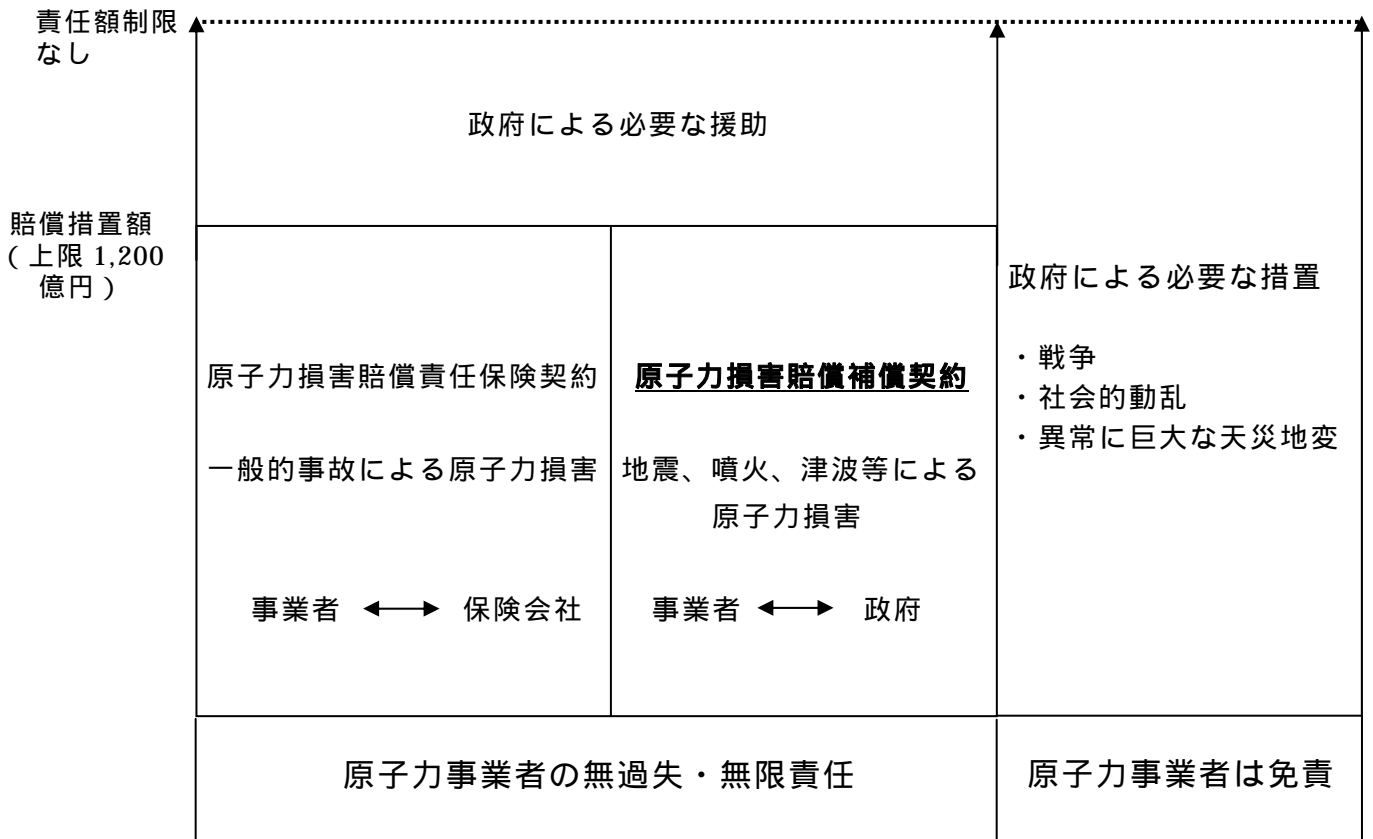 責任額制限
なし
政府による必要な援助
賠償措置額
(上限 1,200
億円)
原子力損害賠償責任保険契約
一般的事故による原子力損害
事業者 ←→ 保険会社
原子力損害賠償補償契約
地震、噴火、津波等による
原子力損害
事業者 ←→ 政府
政府による必要な措置
・戦争
・社会的動乱
・異常に巨大な天災地変
原子力事業者の無過失・無限責任
原子力事業者は免責